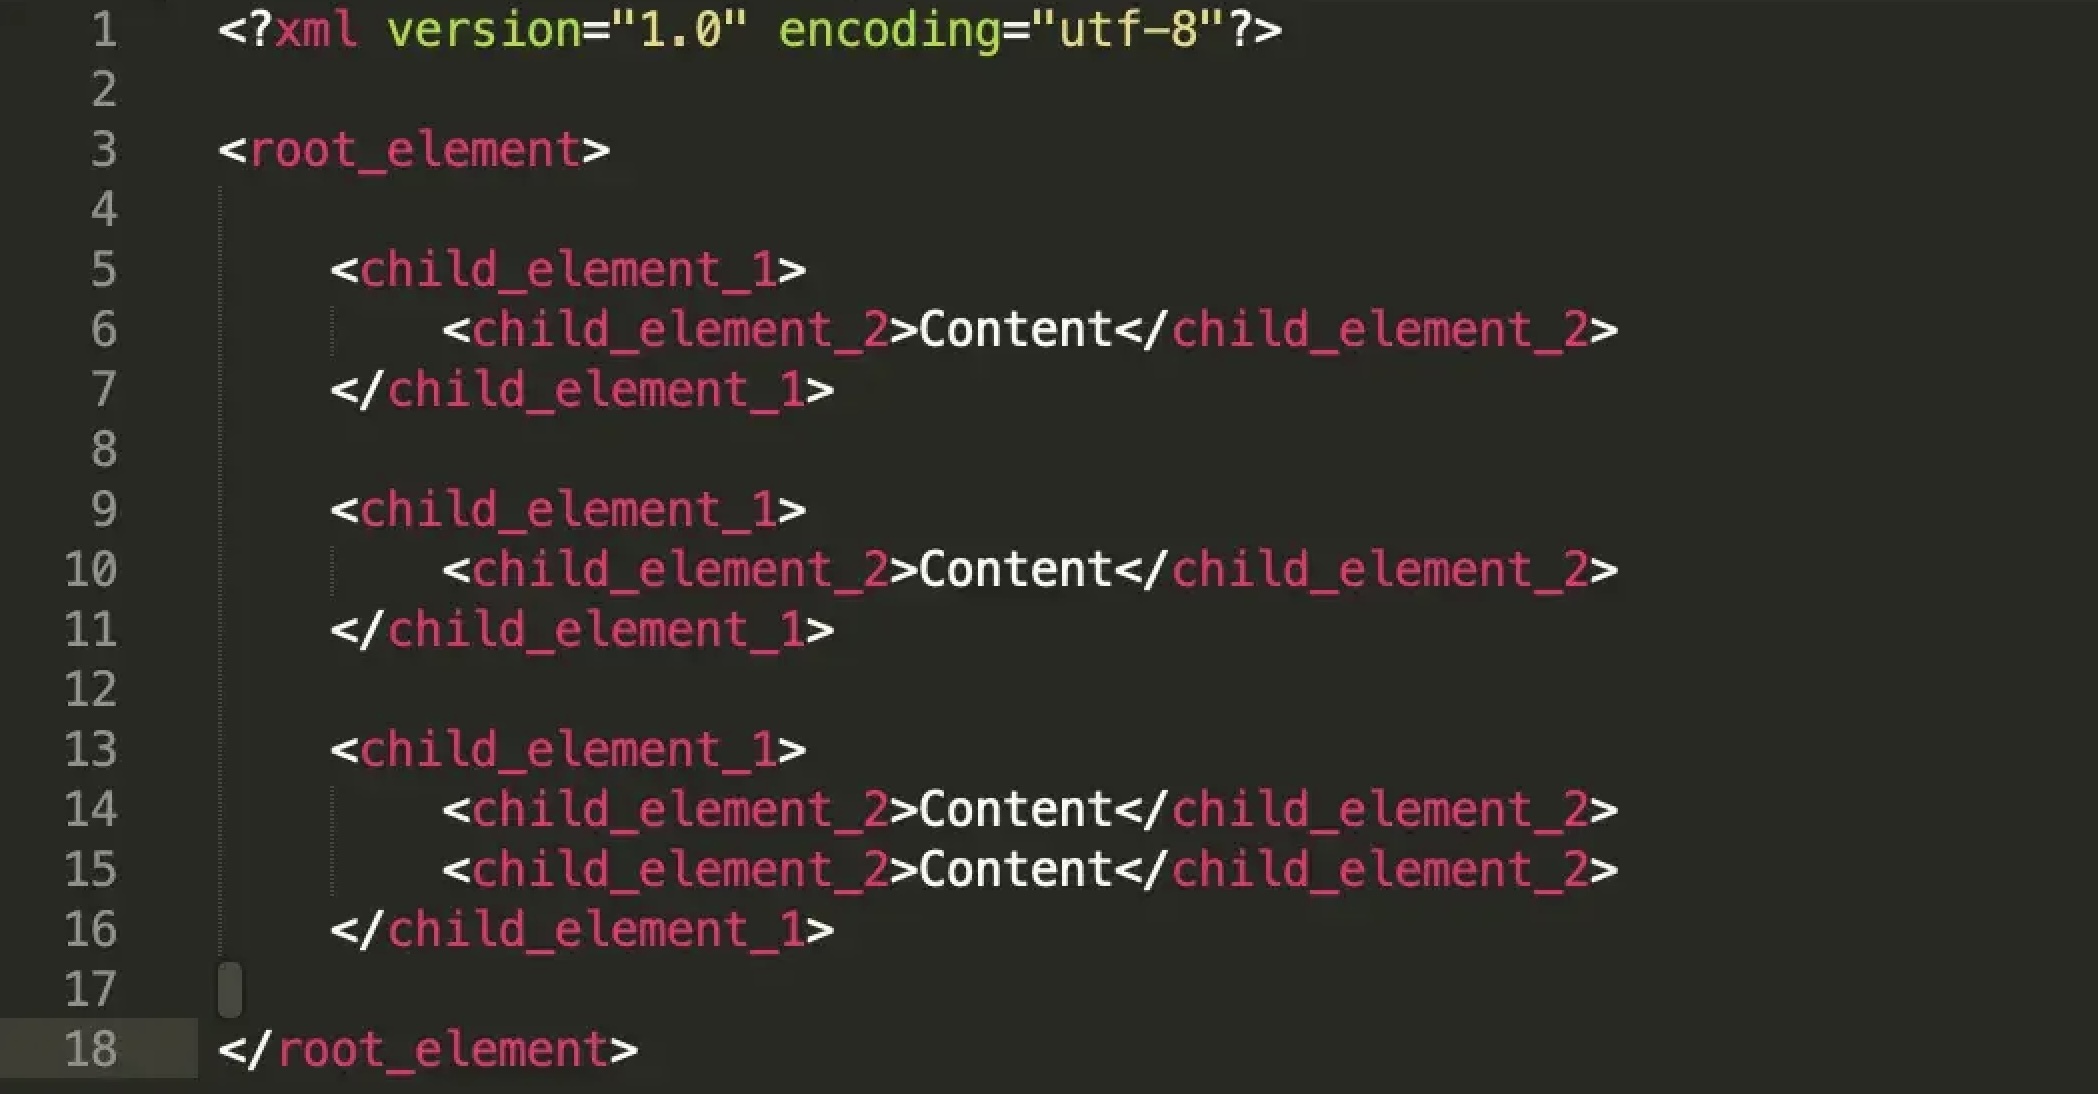 1 <?xml version="1.0" encoding="utf-8"?>
2
3 <root_element>
4
5     <child_element_1>
6         <child_element_2>Content</child_element_2>
7     </child_element_1>
8
9     <child_element_1>
10         <child_element_2>Content</child_element_2>
11     </child_element_1>
12
13     <child_element_1>
14         <child_element_2>Content</child_element_2>
15         <child_element_2>Content</child_element_2>
16     </child_element_1>
17
18 </root_element>